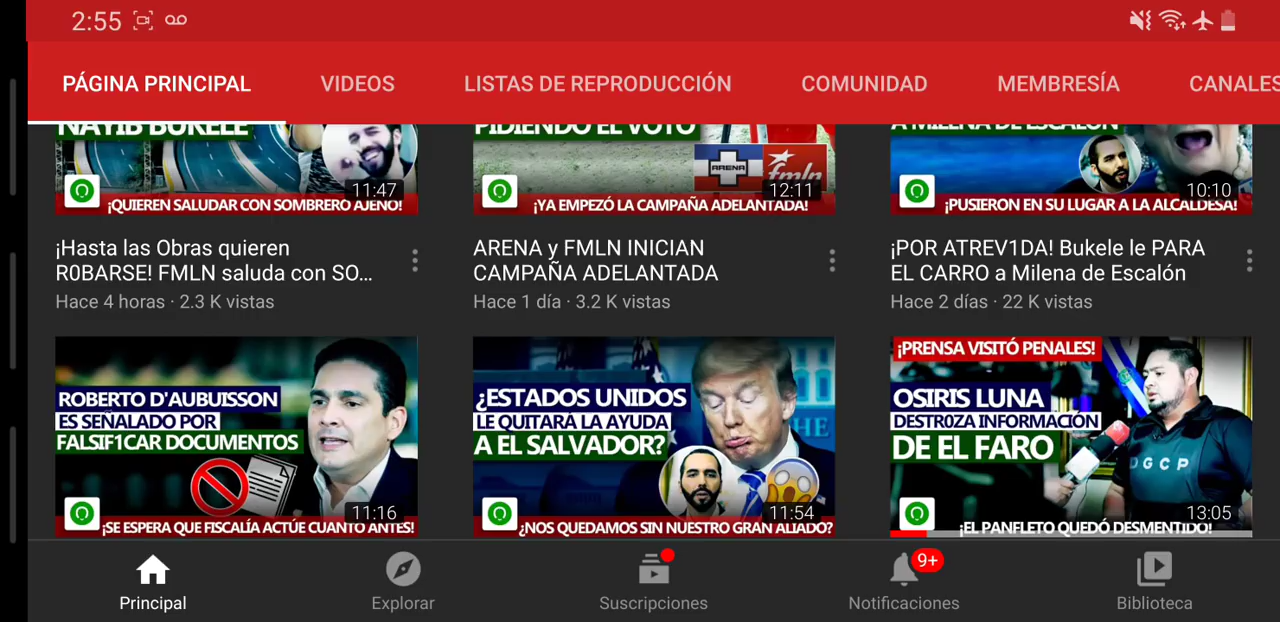 2:55
PÁGINA PRINCIPAL
VIDEOS
LISTAS DE REPRODUCCIÓN
COMUNIDAD
MEMBRESÍA
CANALES
NAYIB BUKELE
11:47
¡QUIEREN SALUDAR CON SOMBRERO AJENO!
PIDIENDO EL VOTO
ARENA
fmln
12:11
¡YA EMPEZÓ LA CAMPAÑA ADELANTADA!
A MILENA DE ESCALÓN
10:10
¡PUSIERON EN SU LUGAR A LA ALCALDESA!
¡Hasta las Obras quieren
R0BARSE! FMLN saluda con SO...
Hace 4 horas · 2.3 K vistas
ARENA y FMLN INICIAN
CAMPAÑA ADELANTADA
Hace 1 día · 3.2 K vistas
¡POR ATREV1DA! Bukele le PARA
EL CARRO a Milena de Escalón
Hace 2 días · 22 K vistas
ROBERTO D'AUBUISSON
ES SEÑALADO POR
FALSIF1CAR DOCUMENTOS
11:16
¡SE ESPERA QUE FISCALÍA ACTÚE CUANTO ANTES!
¿ESTADOS UNIDOS
LE QUITARÁ LA AYUDA
A EL SALVADOR?
11:54
¿NOS QUEDAMOS SIN NUESTRO GRAN ALIADO?
¡PRENSA VISITÓ PENALES!
OSIRIS LUNA
DESTR0ZA INFORMACIÓN
DE EL FARO
DGCP
13:05
¡EL PANFLETO QUEDÓ DESMENTIDO!
Principal
Explorar
Suscripciones
9+
Notificaciones
Biblioteca